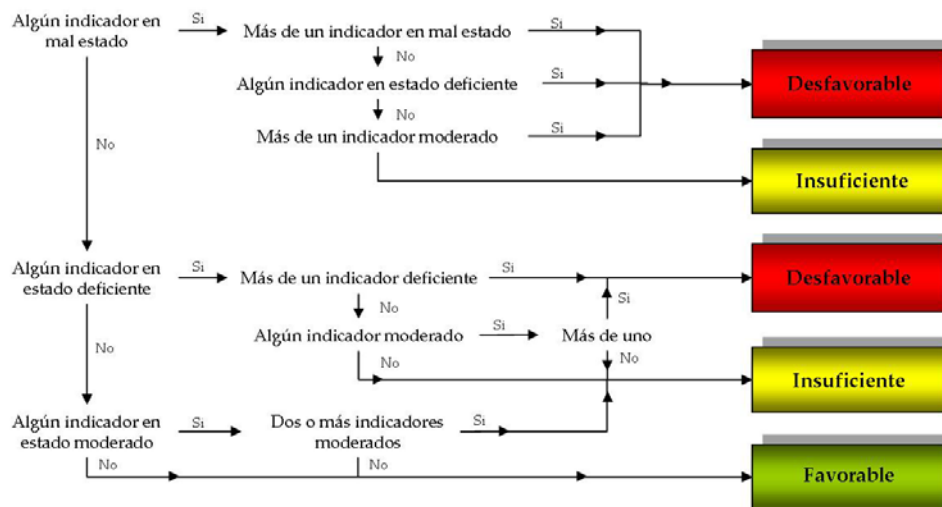 Algún indicador en
mal estado
Si
Más de un indicador en mal estado
Si
No
Algún indicador en estado deficiente
Si
Desfavorable
No
Más de un indicador moderado
Si
No
Insuficiente
Algún indicador en
estado deficiente
Si
Más de un indicador deficiente
Si
Desfavorable
No
Si
Algún indicador moderado
Si
Más de uno
No
No
No
Insuficiente
Algún indicador en
estado moderado
Si
Dos o más indicadores
moderados
Si
No
No
Favorable